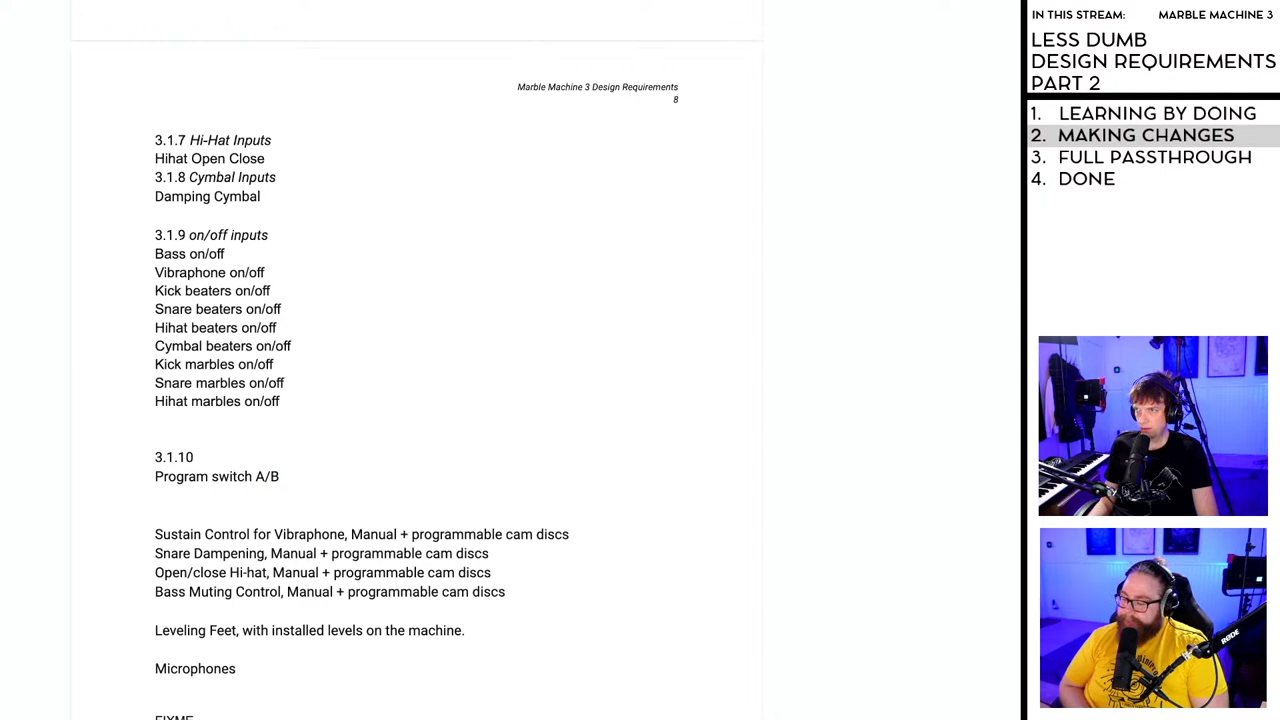 Marble Machine 3 Design Requirements
8
3.1.7 Hi-Hat Inputs
Hihat Open Close
3.1.8 Cymbal Inputs
Damping Cymbal
3.1.9 on/off inputs
Bass on/off
Vibraphone on/off
Kick beaters on/off
Snare beaters on/off
Hihat beaters on/off
Cymbal beaters on/off
Kick marbles on/off
Snare marbles on/off
Hihat marbles on/off
3.1.10
Program switch A/B
Sustain Control for Vibraphone, Manual + programmable cam discs
Snare Dampening, Manual + programmable cam discs
Open/close Hi-hat, Manual + programmable cam discs
Bass Muting Control, Manual + programmable cam discs
Leveling Feet, with installed levels on the machine.
Microphones
FIXME
IN THIS STREAM: MARBLE MACHINE 3
LESS DUMB
DESIGN REQUIREMENTS
PART 2
1. LEARNING BY DOING
2. MAKING CHANGES
3. FULL PASSTHROUGH
4. DONE
RODE